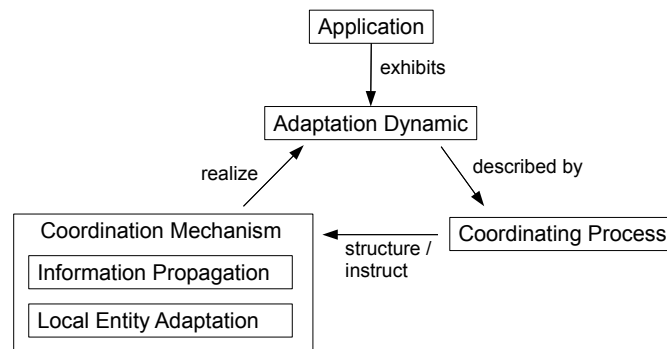 Application
exhibits
Adaptation Dynamic
realize
described by
Coordination Mechanism
Information Propagation
Local Entity Adaptation
structure /
instruct
Coordinating Process